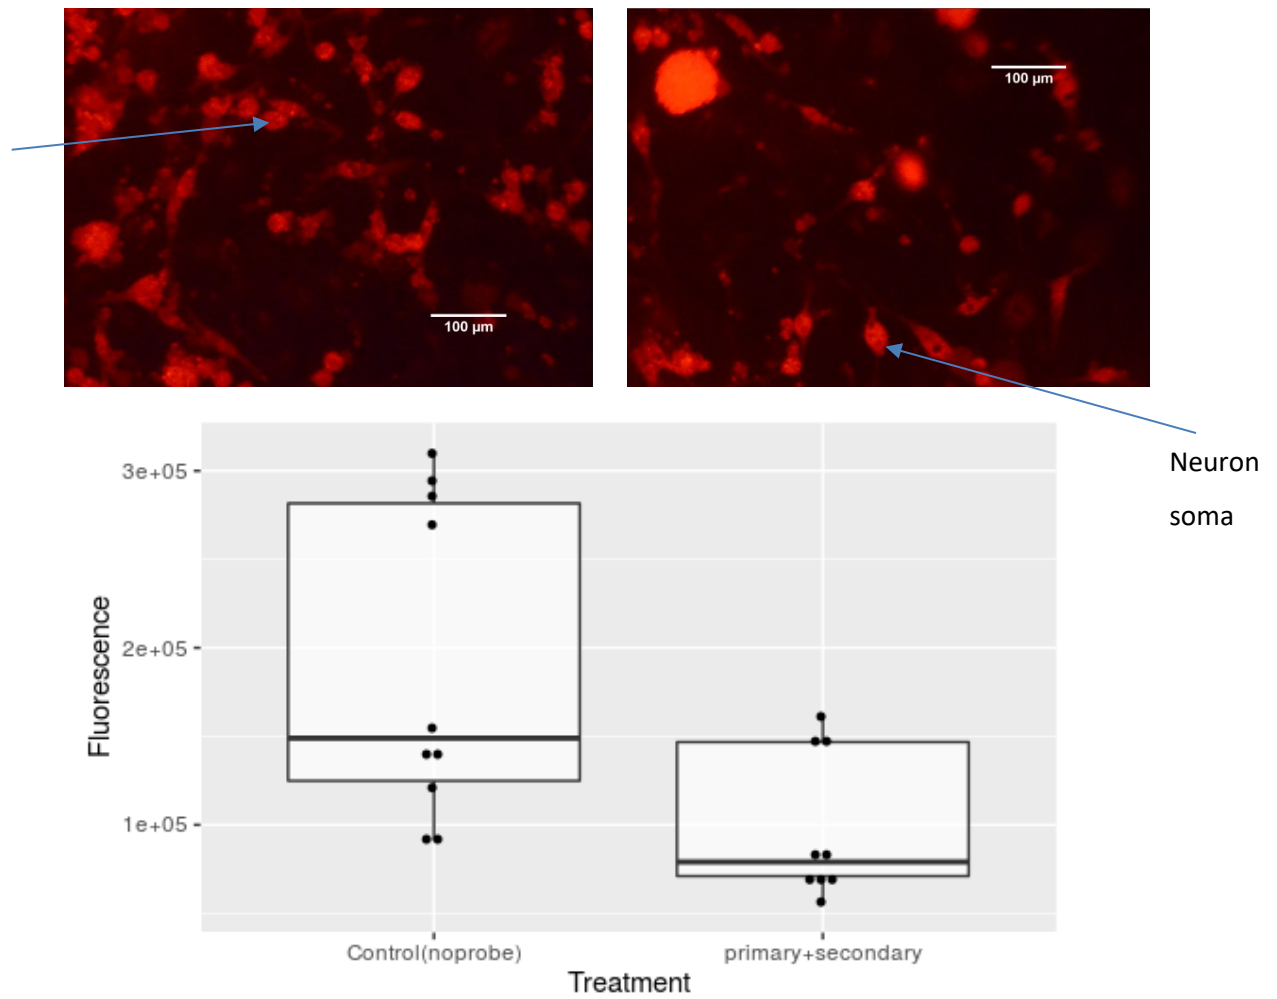 100 µm
100 µm
Neuron
soma
3e+05
2e+05
1e+05
Fluorescence
Control(noprobe)
primary+secondary
Treatment